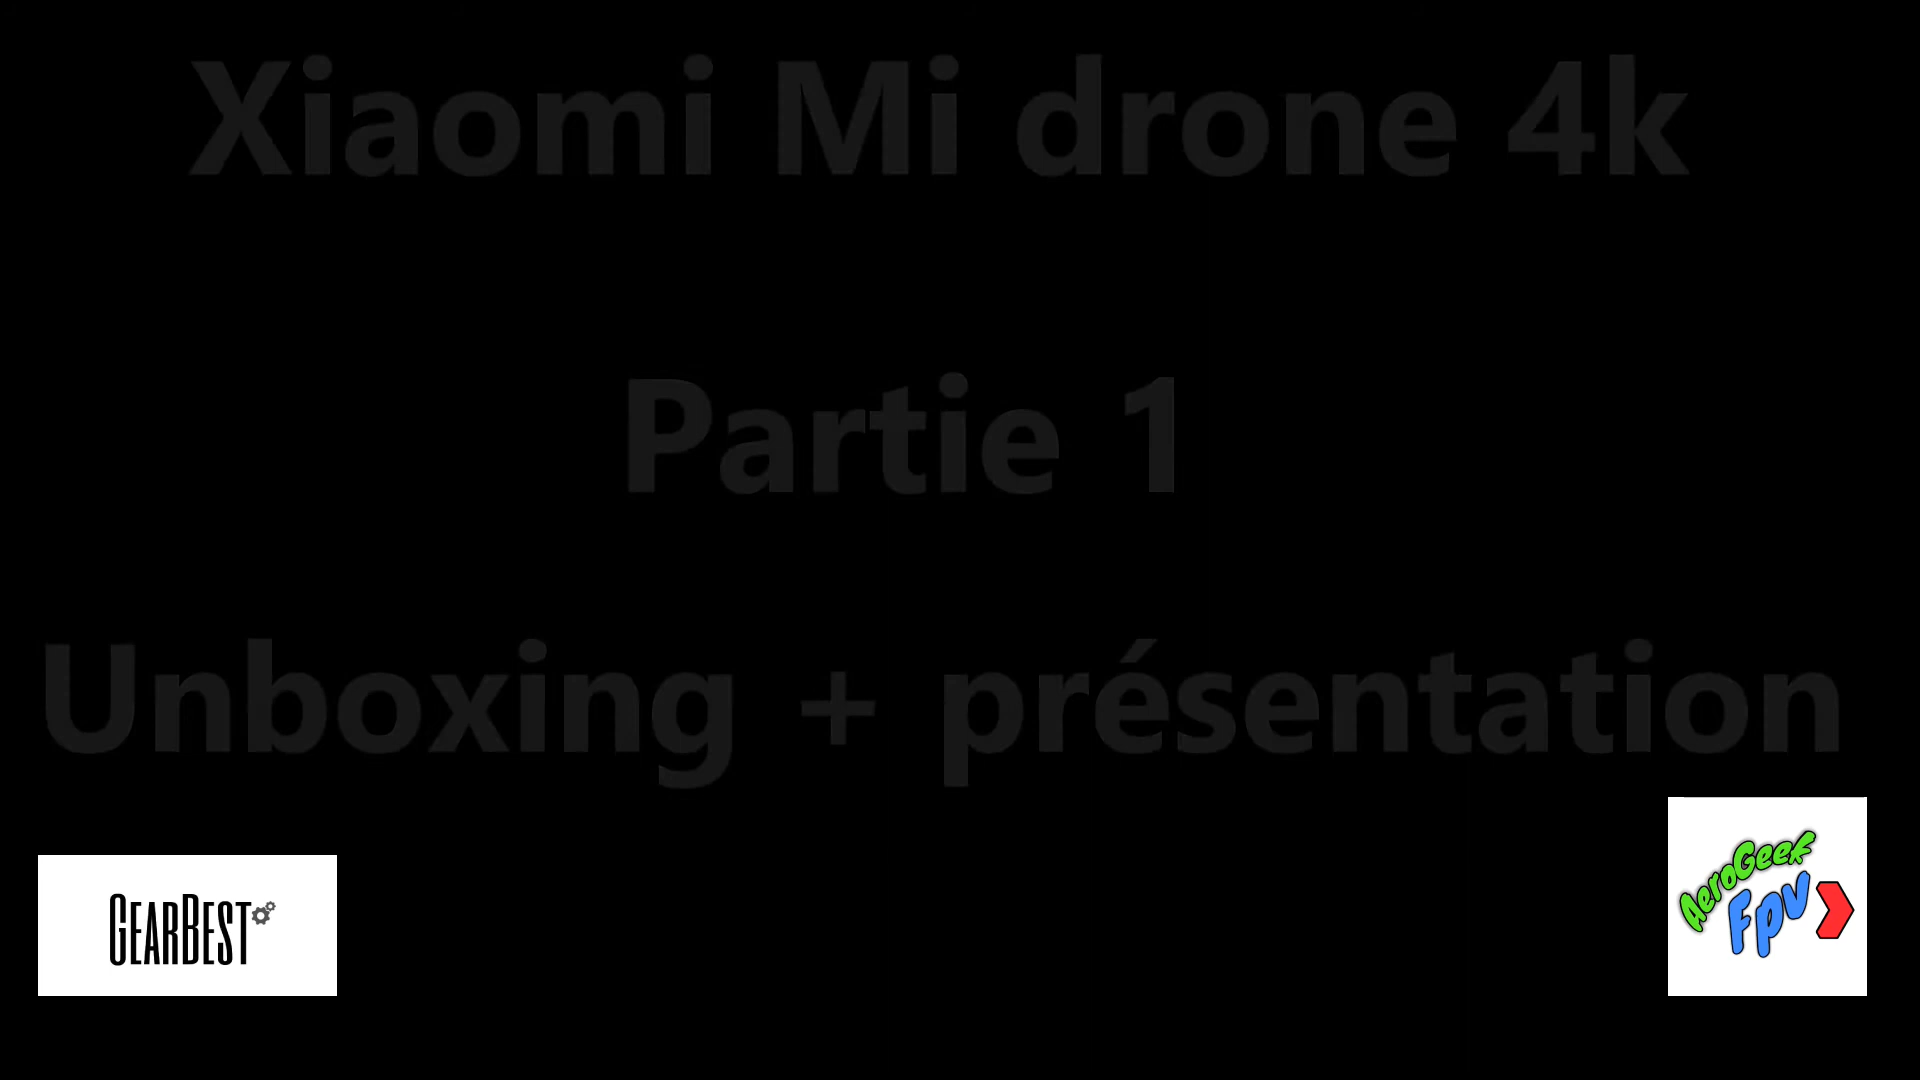 Xiaomi Mi drone 4k
Partie 1
Unboxing + présentation
GEARBEST
AeroGeek
Fpv